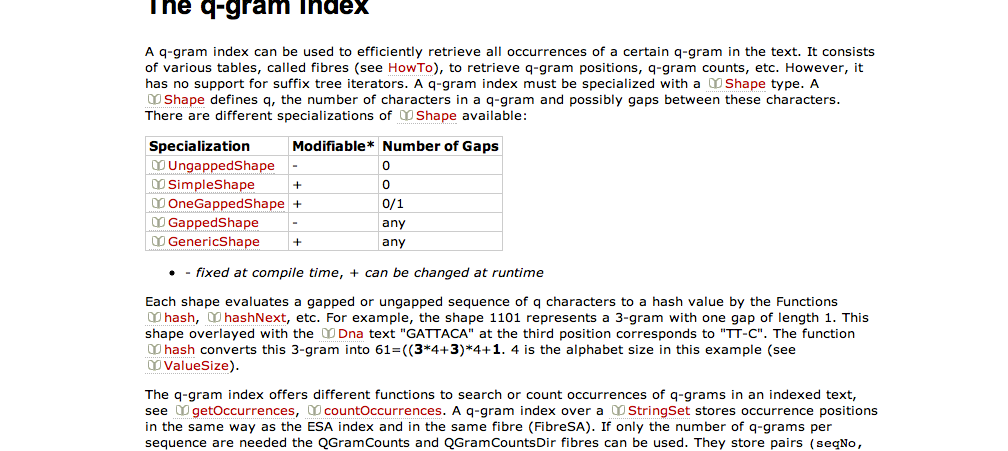 The q-gram Index
A q-gram index can be used to efficiently retrieve all occurrences of a certain q-gram in the text. It consists
of various tables, called fibres (see HowTo), to retrieve q-gram positions, q-gram counts, etc. However, it
has no support for suffix tree iterators. A q-gram index must be specialized with a Shape type. A
Shape defines q, the number of characters in a q-gram and possibly gaps between these characters.
There are different specializations of Shape available:
Specialization Modifiable* Number of Gaps
UngappedShape - 0
SimpleShape + 0
OneGappedShape + 0/1
GappedShape - any
GenericShape + any
• - fixed at compile time, + can be changed at runtime
Each shape evaluates a gapped or ungapped sequence of q characters to a hash value by the Functions
hash, hashNext, etc. For example, the shape 1101 represents a 3-gram with one gap of length 1. This
shape overlayed with the Dna text "GATTACA" at the third position corresponds to "TT-C". The function
hash converts this 3-gram into 61=((3*4+3)*4+1. 4 is the alphabet size in this example (see
ValueSize).
The q-gram index offers different functions to search or count occurrences of q-grams in an indexed text,
see getOccurrences, countOccurrences. A q-gram index over a StringSet stores occurrence positions
in the same way as the ESA index and in the same fibre (FibreSA). If only the number of q-grams per
sequence are needed the QGramCounts and QGramCountsDir fibres can be used. They store pairs (seqNo,